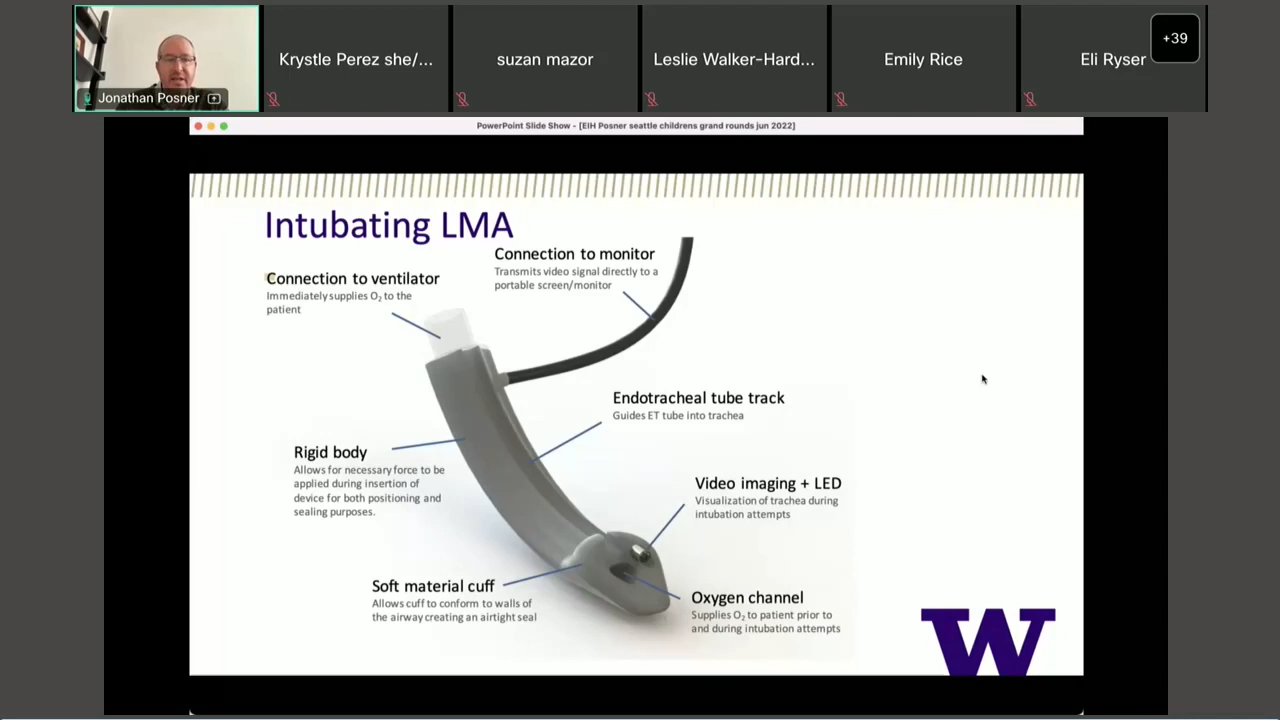 Krystle Perez she/...
suzan mazor
Leslie Walker-Hard...
Emily Rice
Eli Ryser
+39
Jonathan Posner
PowerPoint Slide Show - [EIH Posner seattle childrens grand rounds jun 2022]
Intubating LMA
Connection to monitor
Transmits video signal directly to a
portable screen/monitor
Connection to ventilator
Immediately supplies O₂ to the
patient
Endotracheal tube track
Guides ET tube into trachea
Rigid body
Allows for necessary force to be
applied during insertion of
device for both positioning and
sealing purposes.
Video imaging + LED
Visualization of trachea during
intubation attempts
Soft material cuff
Allows cuff to conform to walls of
the airway creating an airtight seal
Oxygen channel
Supplies O₂ to patient prior to
and during intubation attempts
W